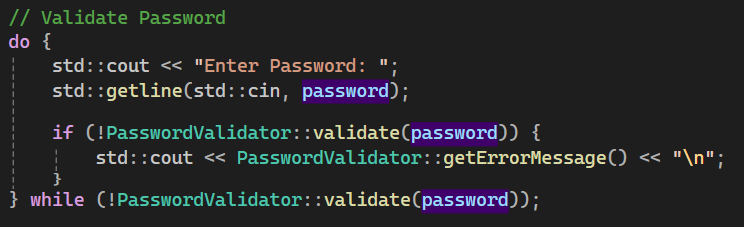 // Validate Password
do {
    std::cout << "Enter Password: ";
    std::getline(std::cin, password);

    if (!PasswordValidator::validate(password)) {
        std::cout << PasswordValidator::getErrorMessage() << "\n";
    }
} while (!PasswordValidator::validate(password));